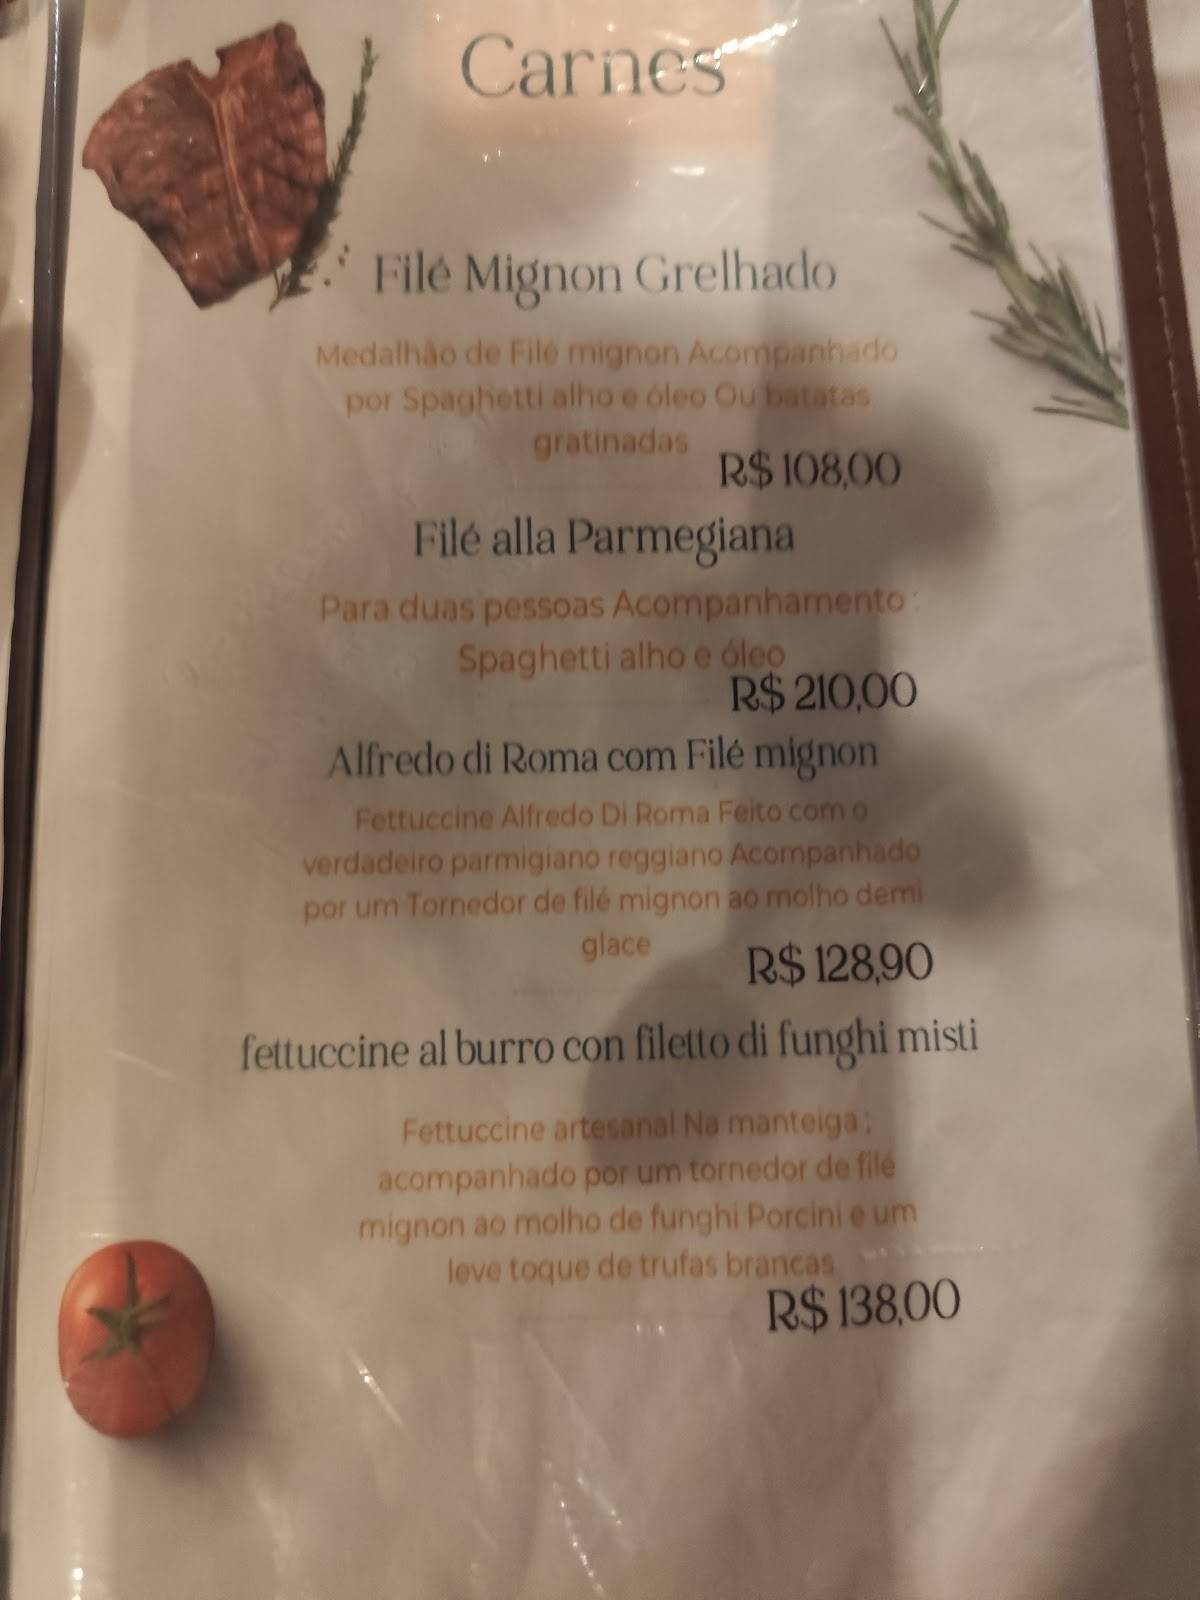 Carnes
Filé Mignon Grelhado
Medalhão de Filé mignon Acompanhado
por Spaghetti alho e óleo Ou batatas
gratinadas
R$ 108,00
Filé alla Parmegiana
Para duas pessoas Acompanhamento :
Spaghetti alho e óleo
R$ 210,00
Alfredo di Roma com Filé mignon
Fettuccine Alfredo Di Roma Feito com o
verdadeiro parmigiano reggiano Acompanhado
por um Tornedor de filé mignon ao molho demi
glace
R$ 128,90
fettuccine al burro con filetto di funghi misti
Fettuccine artesanal Na manteiga ;
acompanhado por um tornedor de filé
mignon ao molho de funghi Porcini e um
leve toque de trufas brancas
R$ 138,00